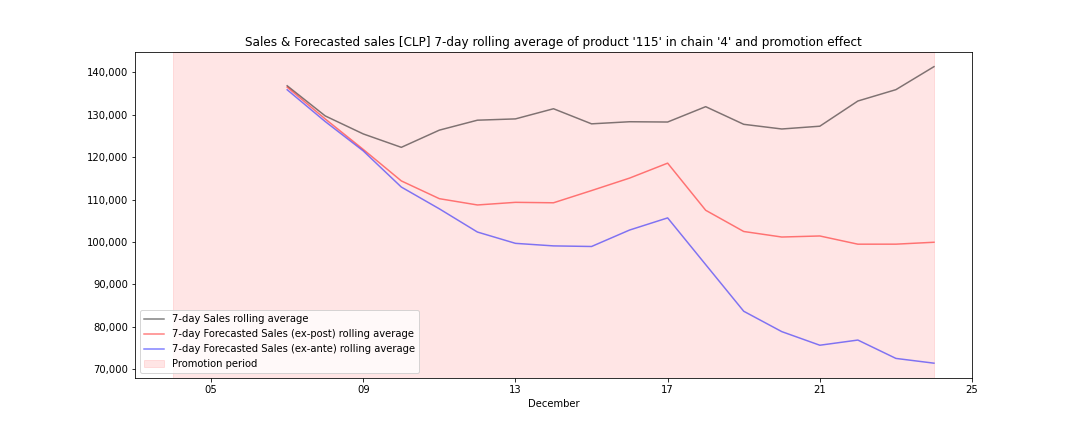 Sales & Forecasted sales [CLP] 7-day rolling average of product '115' in chain '4' and promotion effect
140,000
130,000
120,000
110,000
100,000
90,000
80,000
70,000
7-day Sales rolling average
7-day Forecasted Sales (ex-post) rolling average
7-day Forecasted Sales (ex-ante) rolling average
Promotion period
05 09 13 17 21 25
December